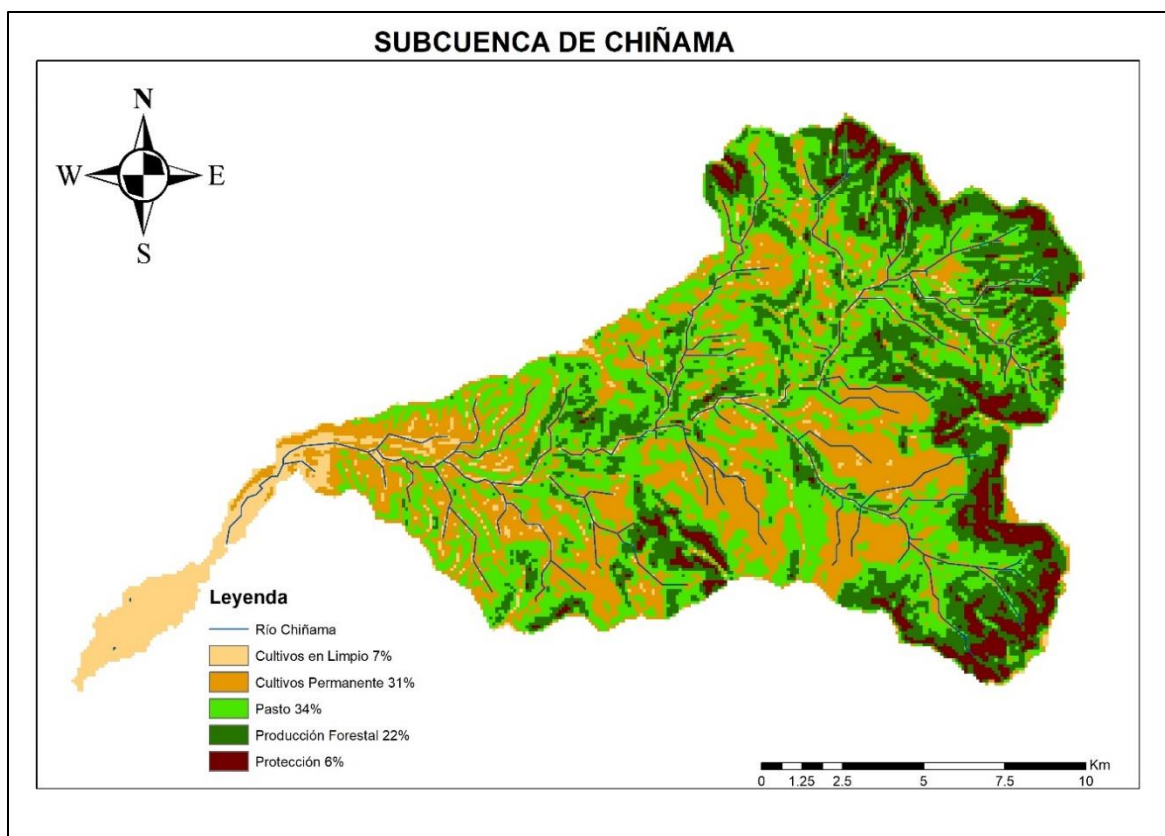 SUBCUENCA DE CHIÑAMA
N
W E
S
Leyenda
Río Chiñama
Cultivos en Limpio 7%
Cultivos Permanente 31%
Pasto 34%
Producción Forestal 22%
Protección 6%
Km
0 1.25 2.5 5 7.5 10